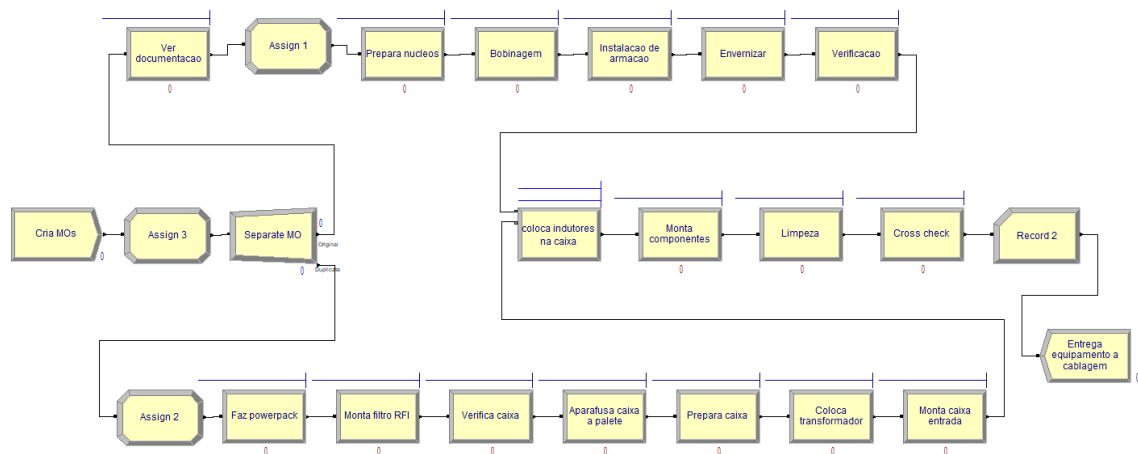 Ver
documentacao
Assign 1
Prepara nucleos
Bobinagem
Instalacao de
armacao
Envernizar
Verificacao
0
0
0
0
0
0
Cria MOs
0
Assign 3
Separate MO
0
Original
0
Duplicate
coloca indutores
na caixa
Monta
componentes
0
Limpeza
0
Cross check
0
Record 2
Entrega
equipamento a
cablagem
0
Assign 2
Faz powerpack
Monta filtro RFI
Verifica caixa
Aparafusa caixa
a palete
Prepara caixa
Coloca
transformador
Monta caixa
entrada
0
0
0
0
0
0
0